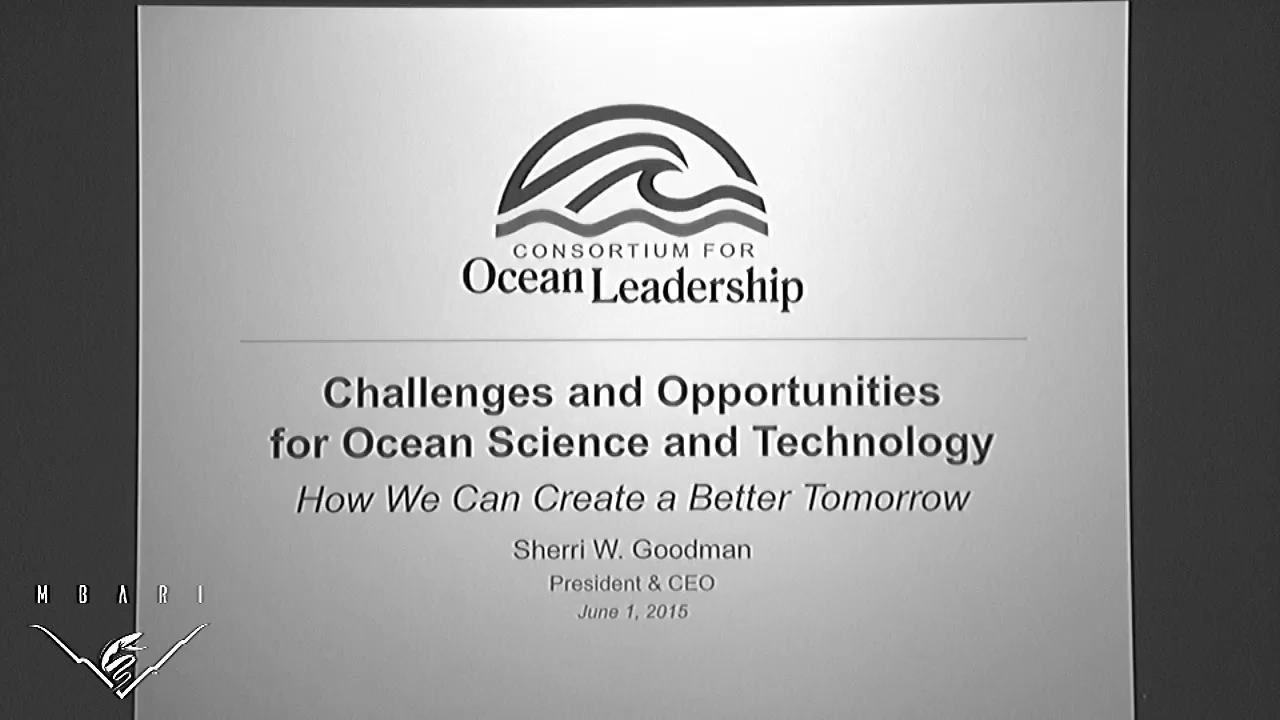 CONSORTIUM FOR
Ocean Leadership
Challenges and Opportunities
for Ocean Science and Technology
How We Can Create a Better Tomorrow
Sherri W. Goodman
President & CEO
June 1, 2015
MBARI